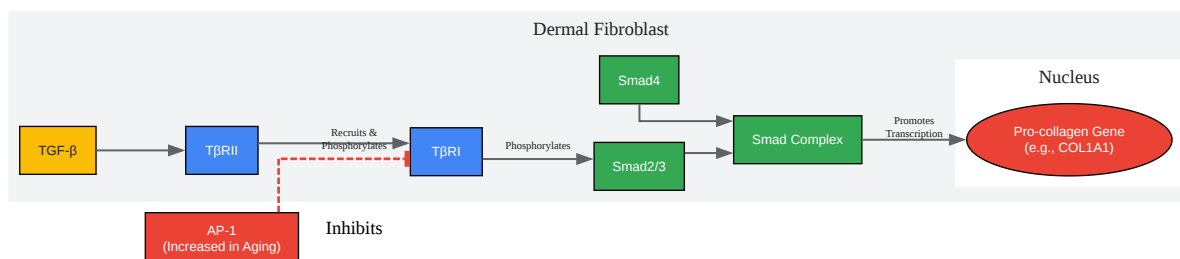 Dermal Fibroblast
Smad4
Nucleus
TGF-β
TβRII
Recruits &
Phosphorylates
TβRI
Phosphorylates
Smad2/3
Smad Complex
Promotes
Transcription
Pro-collagen Gene
(e.g., COL1A1)
AP-1
(Increased in Aging)
Inhibits